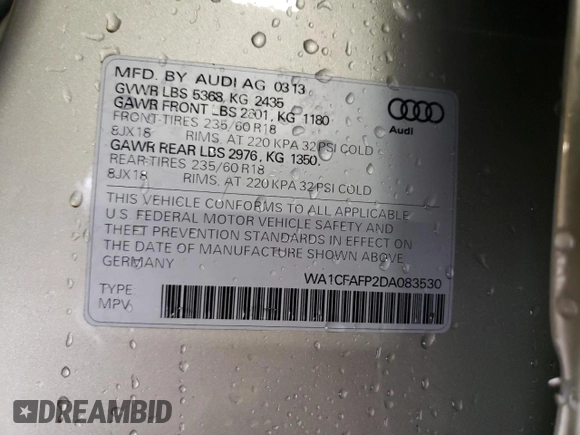 MFD. BY AUDI AG 0313
GVWR LBS 5368, KG 2435
GAWR FRONT LBS 2601, KG 1180
FRONT-TIRES 235/60 R18
8JX18 RIMS, AT 220 KPA 32 PSI COLD
GAWR REAR LBS 2976, KG 1350.
REAR-TIRES 235/60 R18
8JX18 RIMS, AT 220 KPA 32 PSI COLD
Audi
THIS VEHICLE CONFORMS TO ALL APPLICABLE
U.S. FEDERAL MOTOR VEHICLE SAFETY AND
THEFT PREVENTION STANDARDS IN EFFECT ON
THE DATE OF MANUFACTURE SHOWN ABOVE.
GERMANY
WA1CFAFP2DA083530
TYPE
MPV
DREAMBID